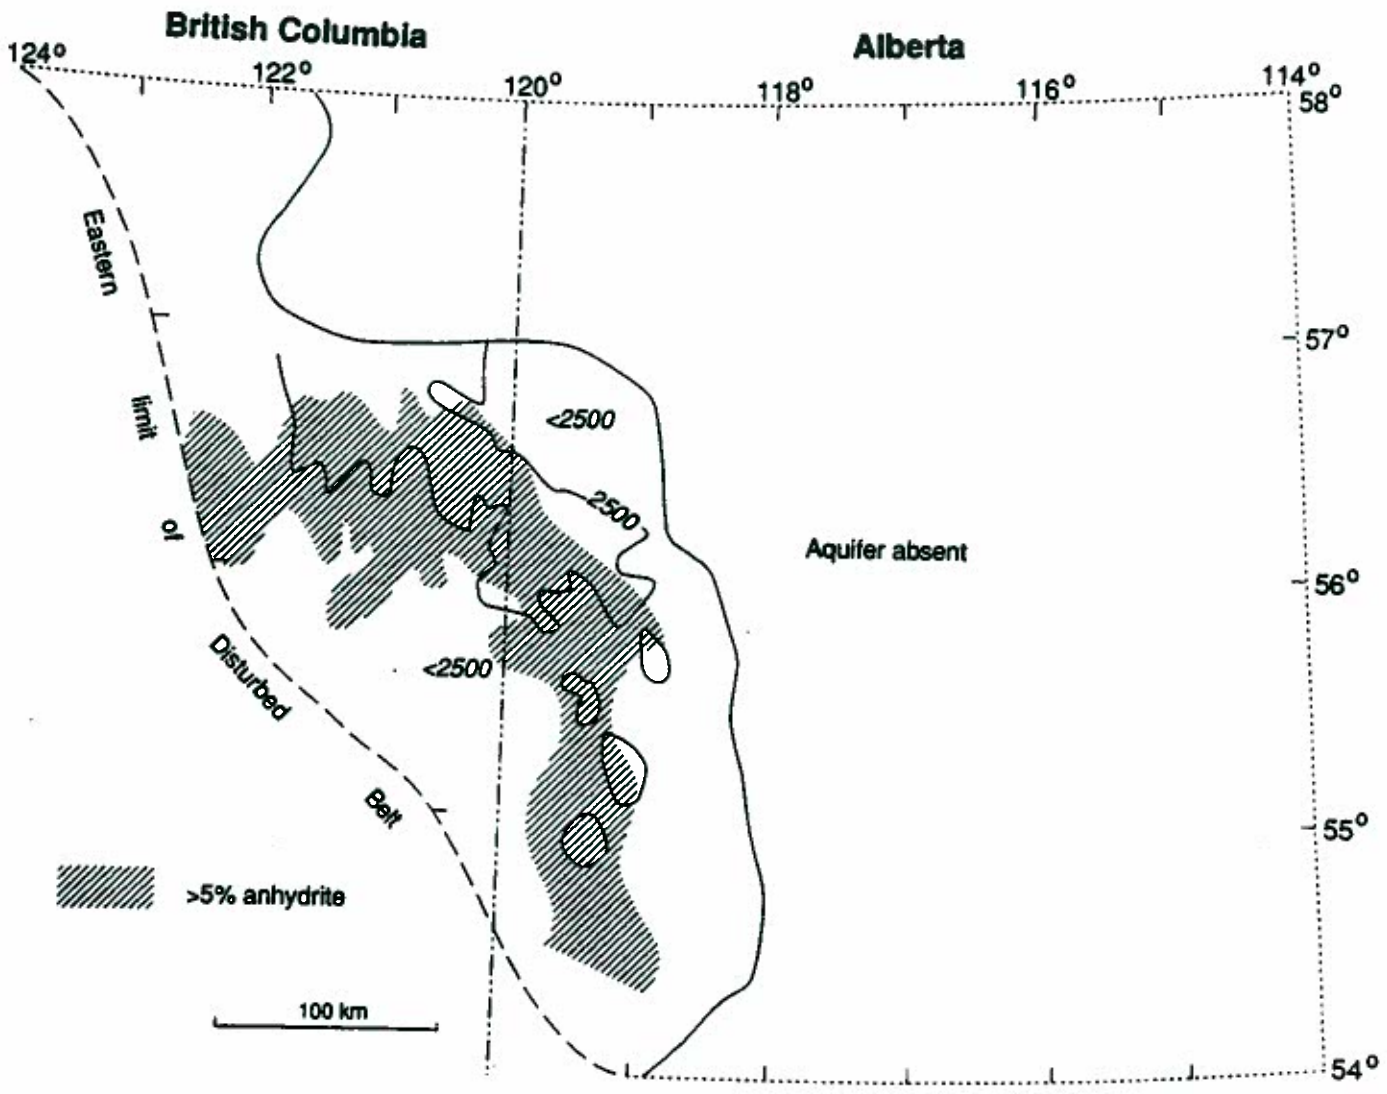 British Columbia
Alberta
124°
122°
120°
118°
116°
114°
58°
Eastern
57°
limit
<2500
2500
of
Aquifer absent
56°
Disturbed
<2500
Belt
55°
>5% anhydrite
100 km
54°